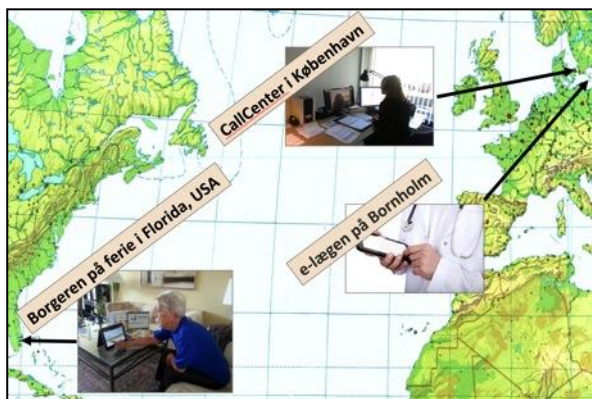 CallCenter i København
Borgeren på ferie i Florida, USA
e-lægen på Bornholm